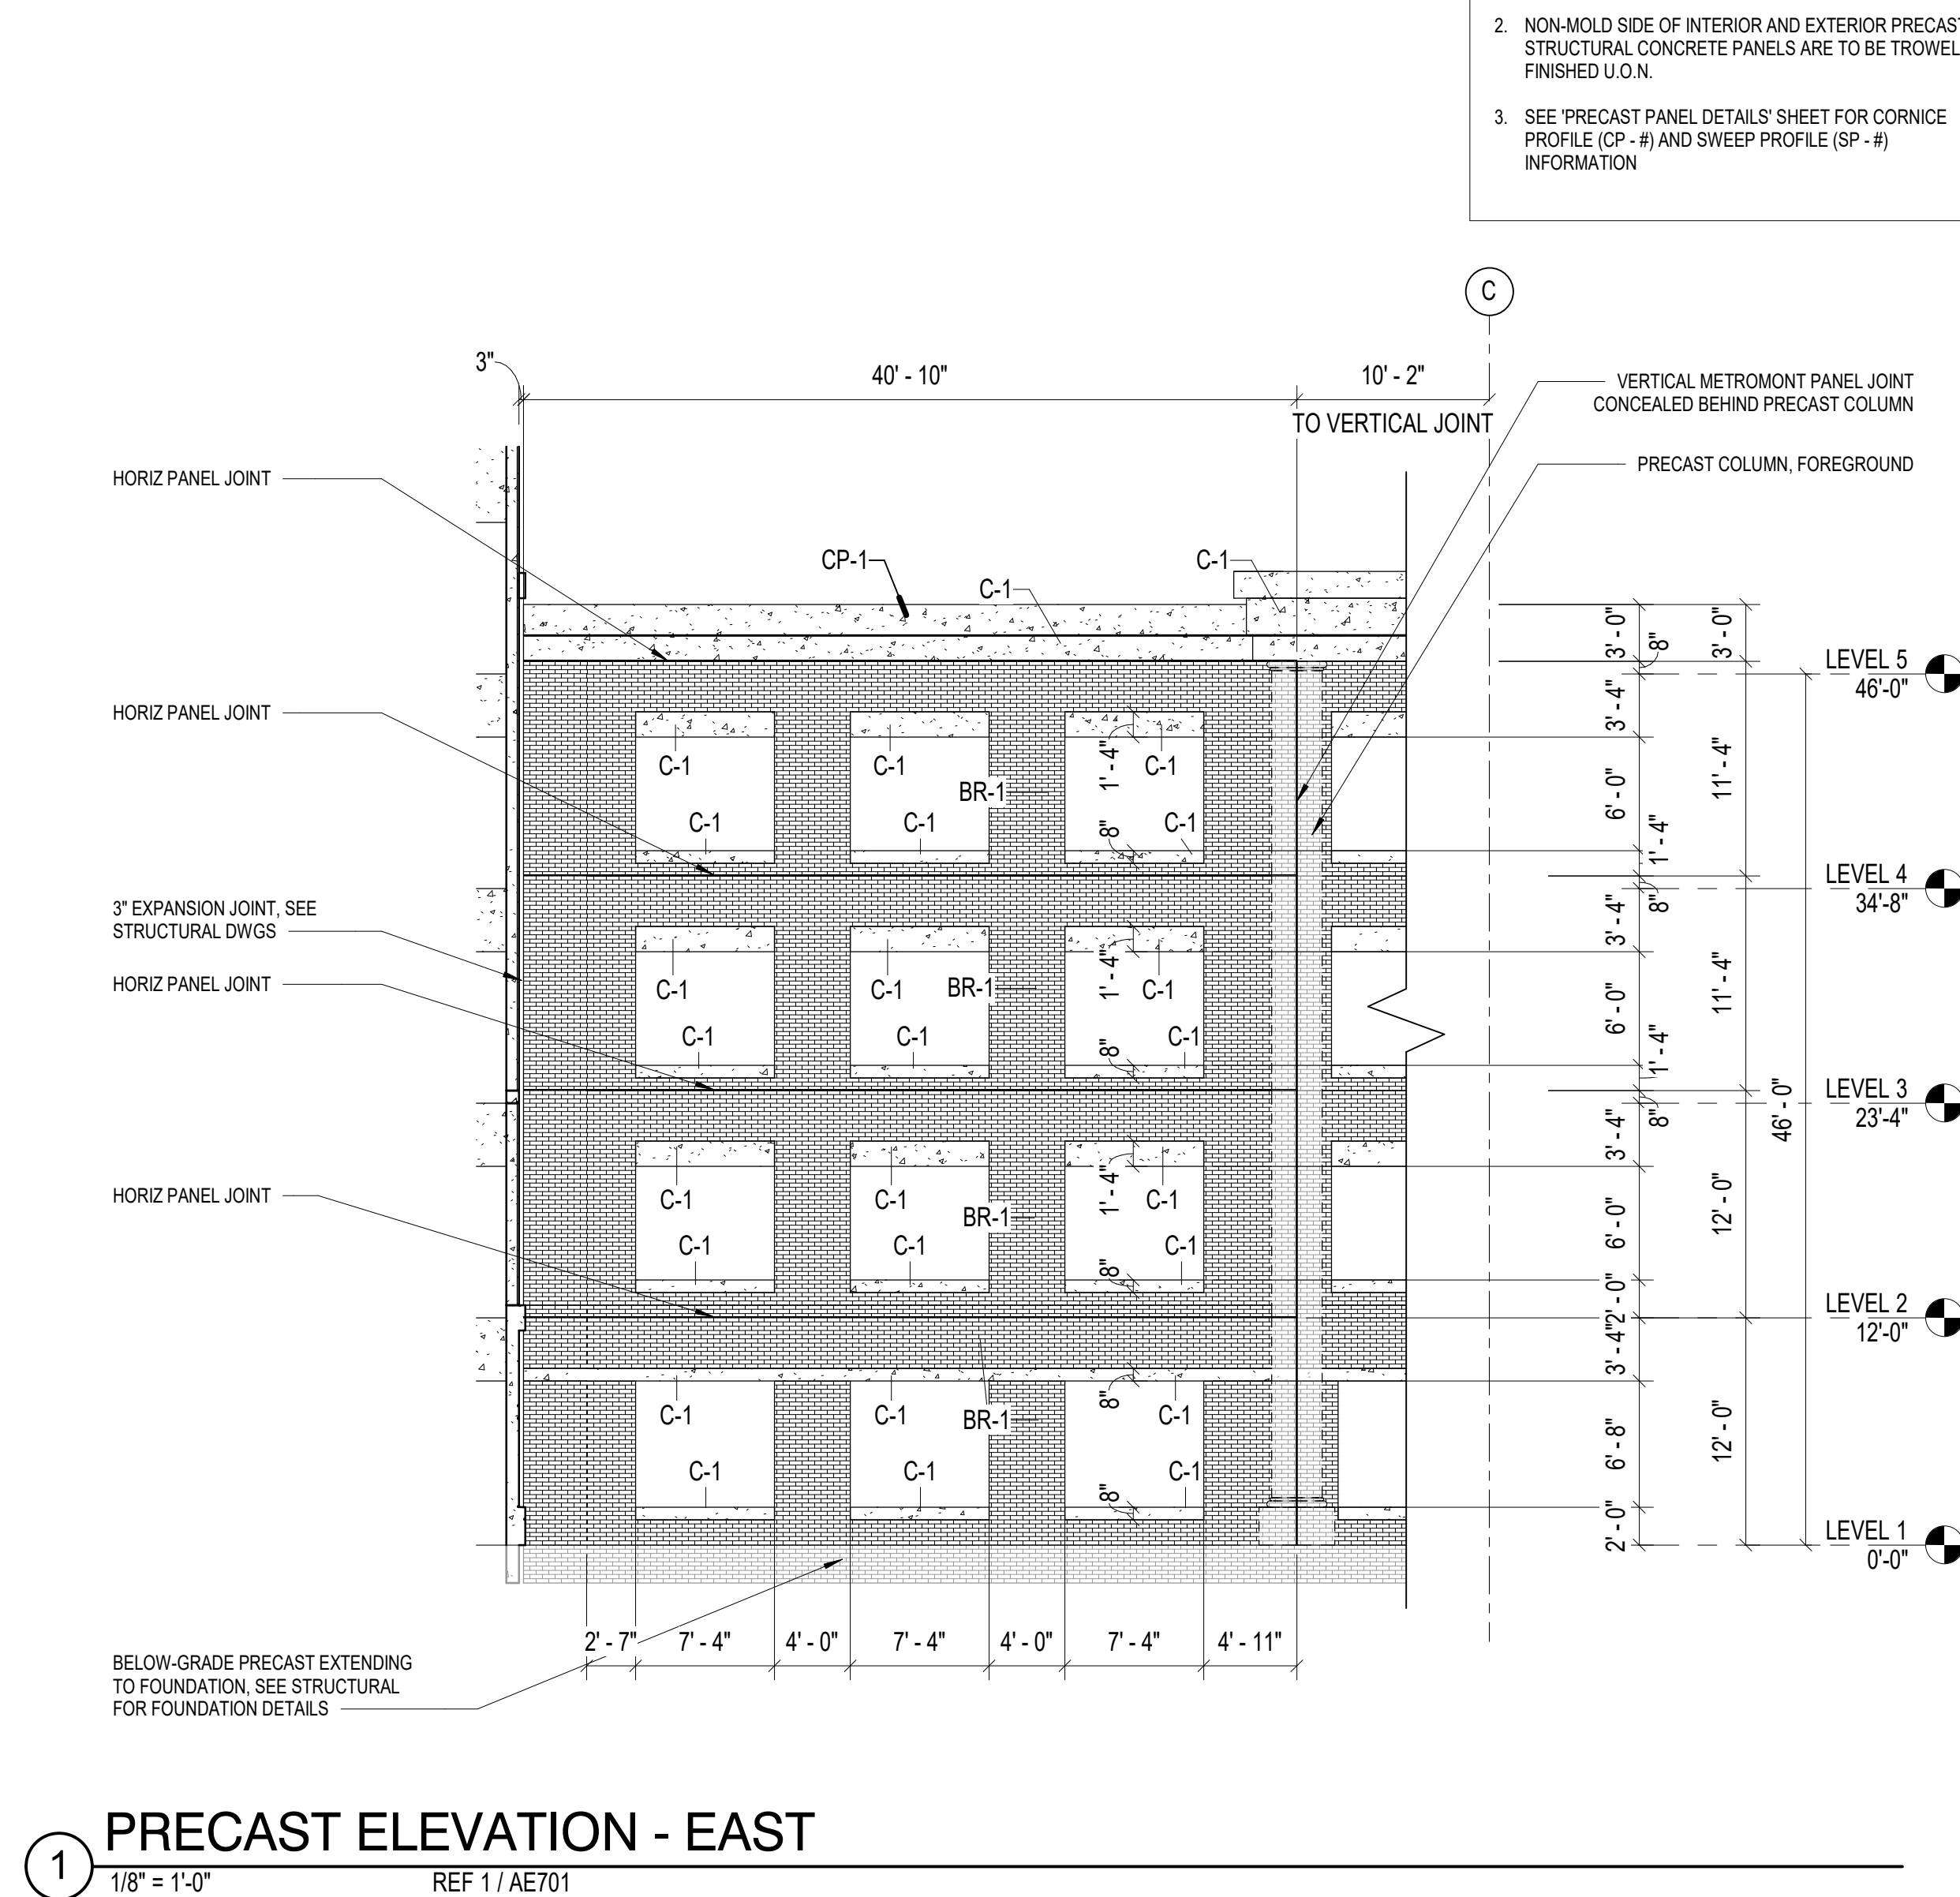 2. NON-MOLD SIDE OF INTERIOR AND EXTERIOR PRECAST
STRUCTURAL CONCRETE PANELS ARE TO BE TROWEL
FINISHED U.O.N.
3. SEE 'PRECAST PANEL DETAILS' SHEET FOR CORNICE
PROFILE (CP - #) AND SWEEP PROFILE (SP - #)
INFORMATION
C
3"
40' - 10"
10' - 2"
TO VERTICAL JOINT
VERTICAL METROMONT PANEL JOINT
CONCEALED BEHIND PRECAST COLUMN
PRECAST COLUMN, FOREGROUND
HORIZ PANEL JOINT
CP-1
C-1
C-1
3' - 0"
8"
3' - 0"
LEVEL 5
46'-0"
HORIZ PANEL JOINT
3' - 4"
C-1
C-1
1' - 4"
C-1
BR-1
6' - 0"
11' - 4"
C-1
C-1
8"
C-1
1' - 4"
LEVEL 4
34'-8"
3" EXPANSION JOINT, SEE
STRUCTURAL DWGS
3' - 4"
8"
HORIZ PANEL JOINT
C-1
C-1
BR-1
1' - 4"
C-1
6' - 0"
11' - 4"
C-1
C-1
8"
C-1
1' - 4"
LEVEL 3
23'-4"
3' - 4"
8"
46' - 0"
HORIZ PANEL JOINT
C-1
C-1
BR-1
1' - 4"
C-1
6' - 0"
12' - 0"
C-1
C-1
8"
C-1
2' - 0"
LEVEL 2
12'-0"
3' - 4"
C-1
C-1
BR-1
8"
C-1
6' - 8"
12' - 0"
C-1
C-1
8"
C-1
2' - 0"
LEVEL 1
0'-0"
2' - 7"
7' - 4"
4' - 0"
7' - 4"
4' - 0"
7' - 4"
4' - 11"
BELOW-GRADE PRECAST EXTENDING
TO FOUNDATION, SEE STRUCTURAL
FOR FOUNDATION DETAILS
1
PRECAST ELEVATION - EAST
1/8" = 1'-0"
REF 1 / AE701